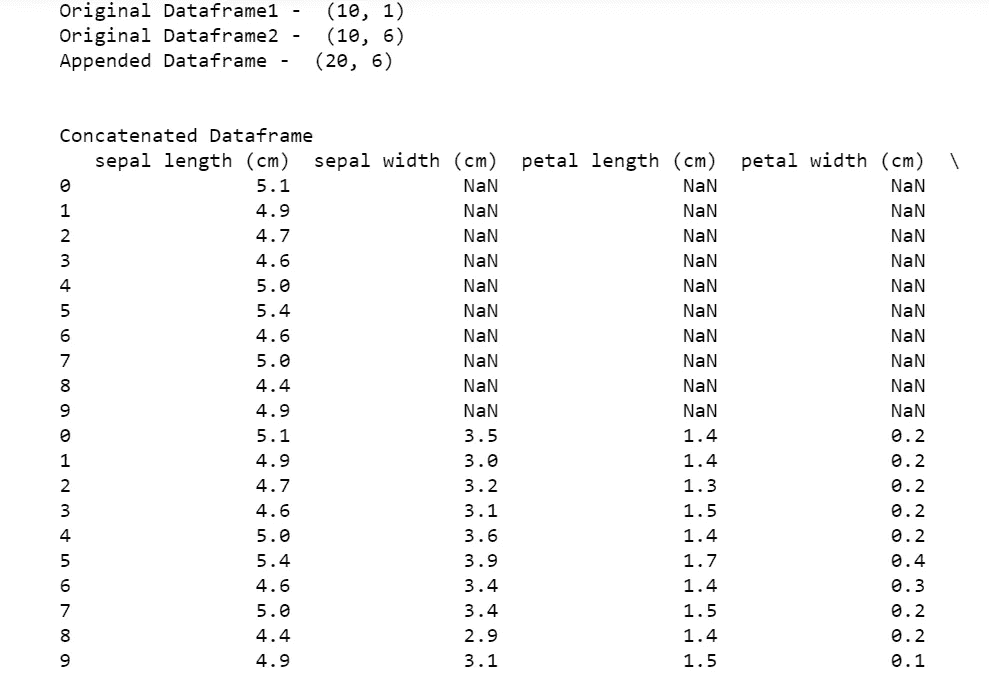 Original Dataframe1 -  (10, 1)
Original Dataframe2 -  (10, 6)
Appended Dataframe -  (20, 6)
Concatenated Dataframe
   sepal length (cm)  sepal width (cm)  petal length (cm)  petal width (cm)  \
0                5.1               NaN                NaN               NaN
1                4.9               NaN                NaN               NaN
2                4.7               NaN                NaN               NaN
3                4.6               NaN                NaN               NaN
4                5.0               NaN                NaN               NaN
5                5.4               NaN                NaN               NaN
6                4.6               NaN                NaN               NaN
7                5.0               NaN                NaN               NaN
8                4.4               NaN                NaN               NaN
9                4.9               NaN                NaN               NaN
0                5.1               3.5                1.4               0.2
1                4.9               3.0                1.4               0.2
2                4.7               3.2                1.3               0.2
3                4.6               3.1                1.5               0.2
4                5.0               3.6                1.4               0.2
5                5.4               3.9                1.7               0.4
6                4.6               3.4                1.4               0.3
7                5.0               3.4                1.5               0.2
8                4.4               2.9                1.4               0.2
9                4.9               3.1                1.5               0.1